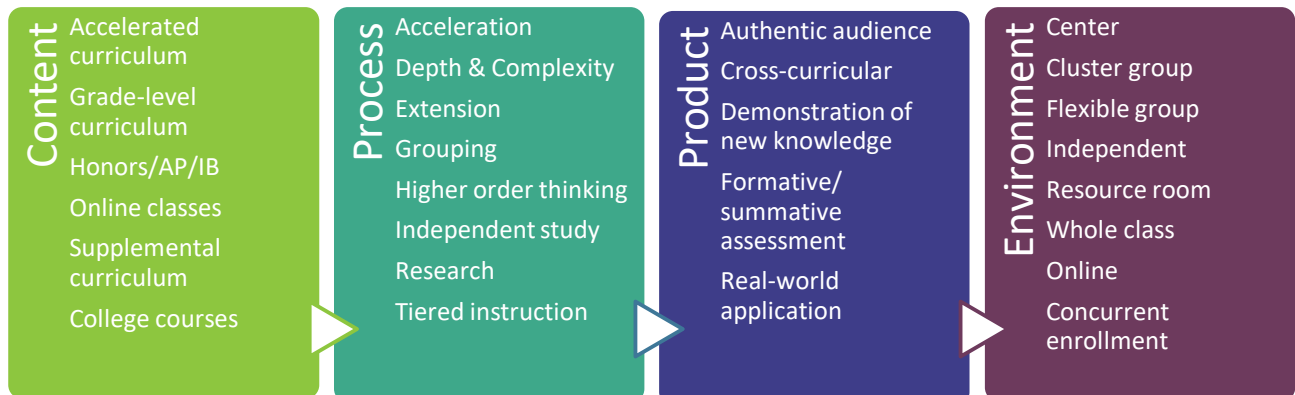 Content
Accelerated
curriculum
Grade-level
curriculum
Honors/AP/IB
Online classes
Supplemental
curriculum
College courses
Process
Acceleration
Depth & Complexity
Extension
Grouping
Higher order thinking
Independent study
Research
Tiered instruction
Product
Authentic audience
Cross-curricular
Demonstration of
new knowledge
Formative/
summative
assessment
Real-world
application
Environment
Center
Cluster group
Flexible group
Independent
Resource room
Whole class
Online
Concurrent
enrollment